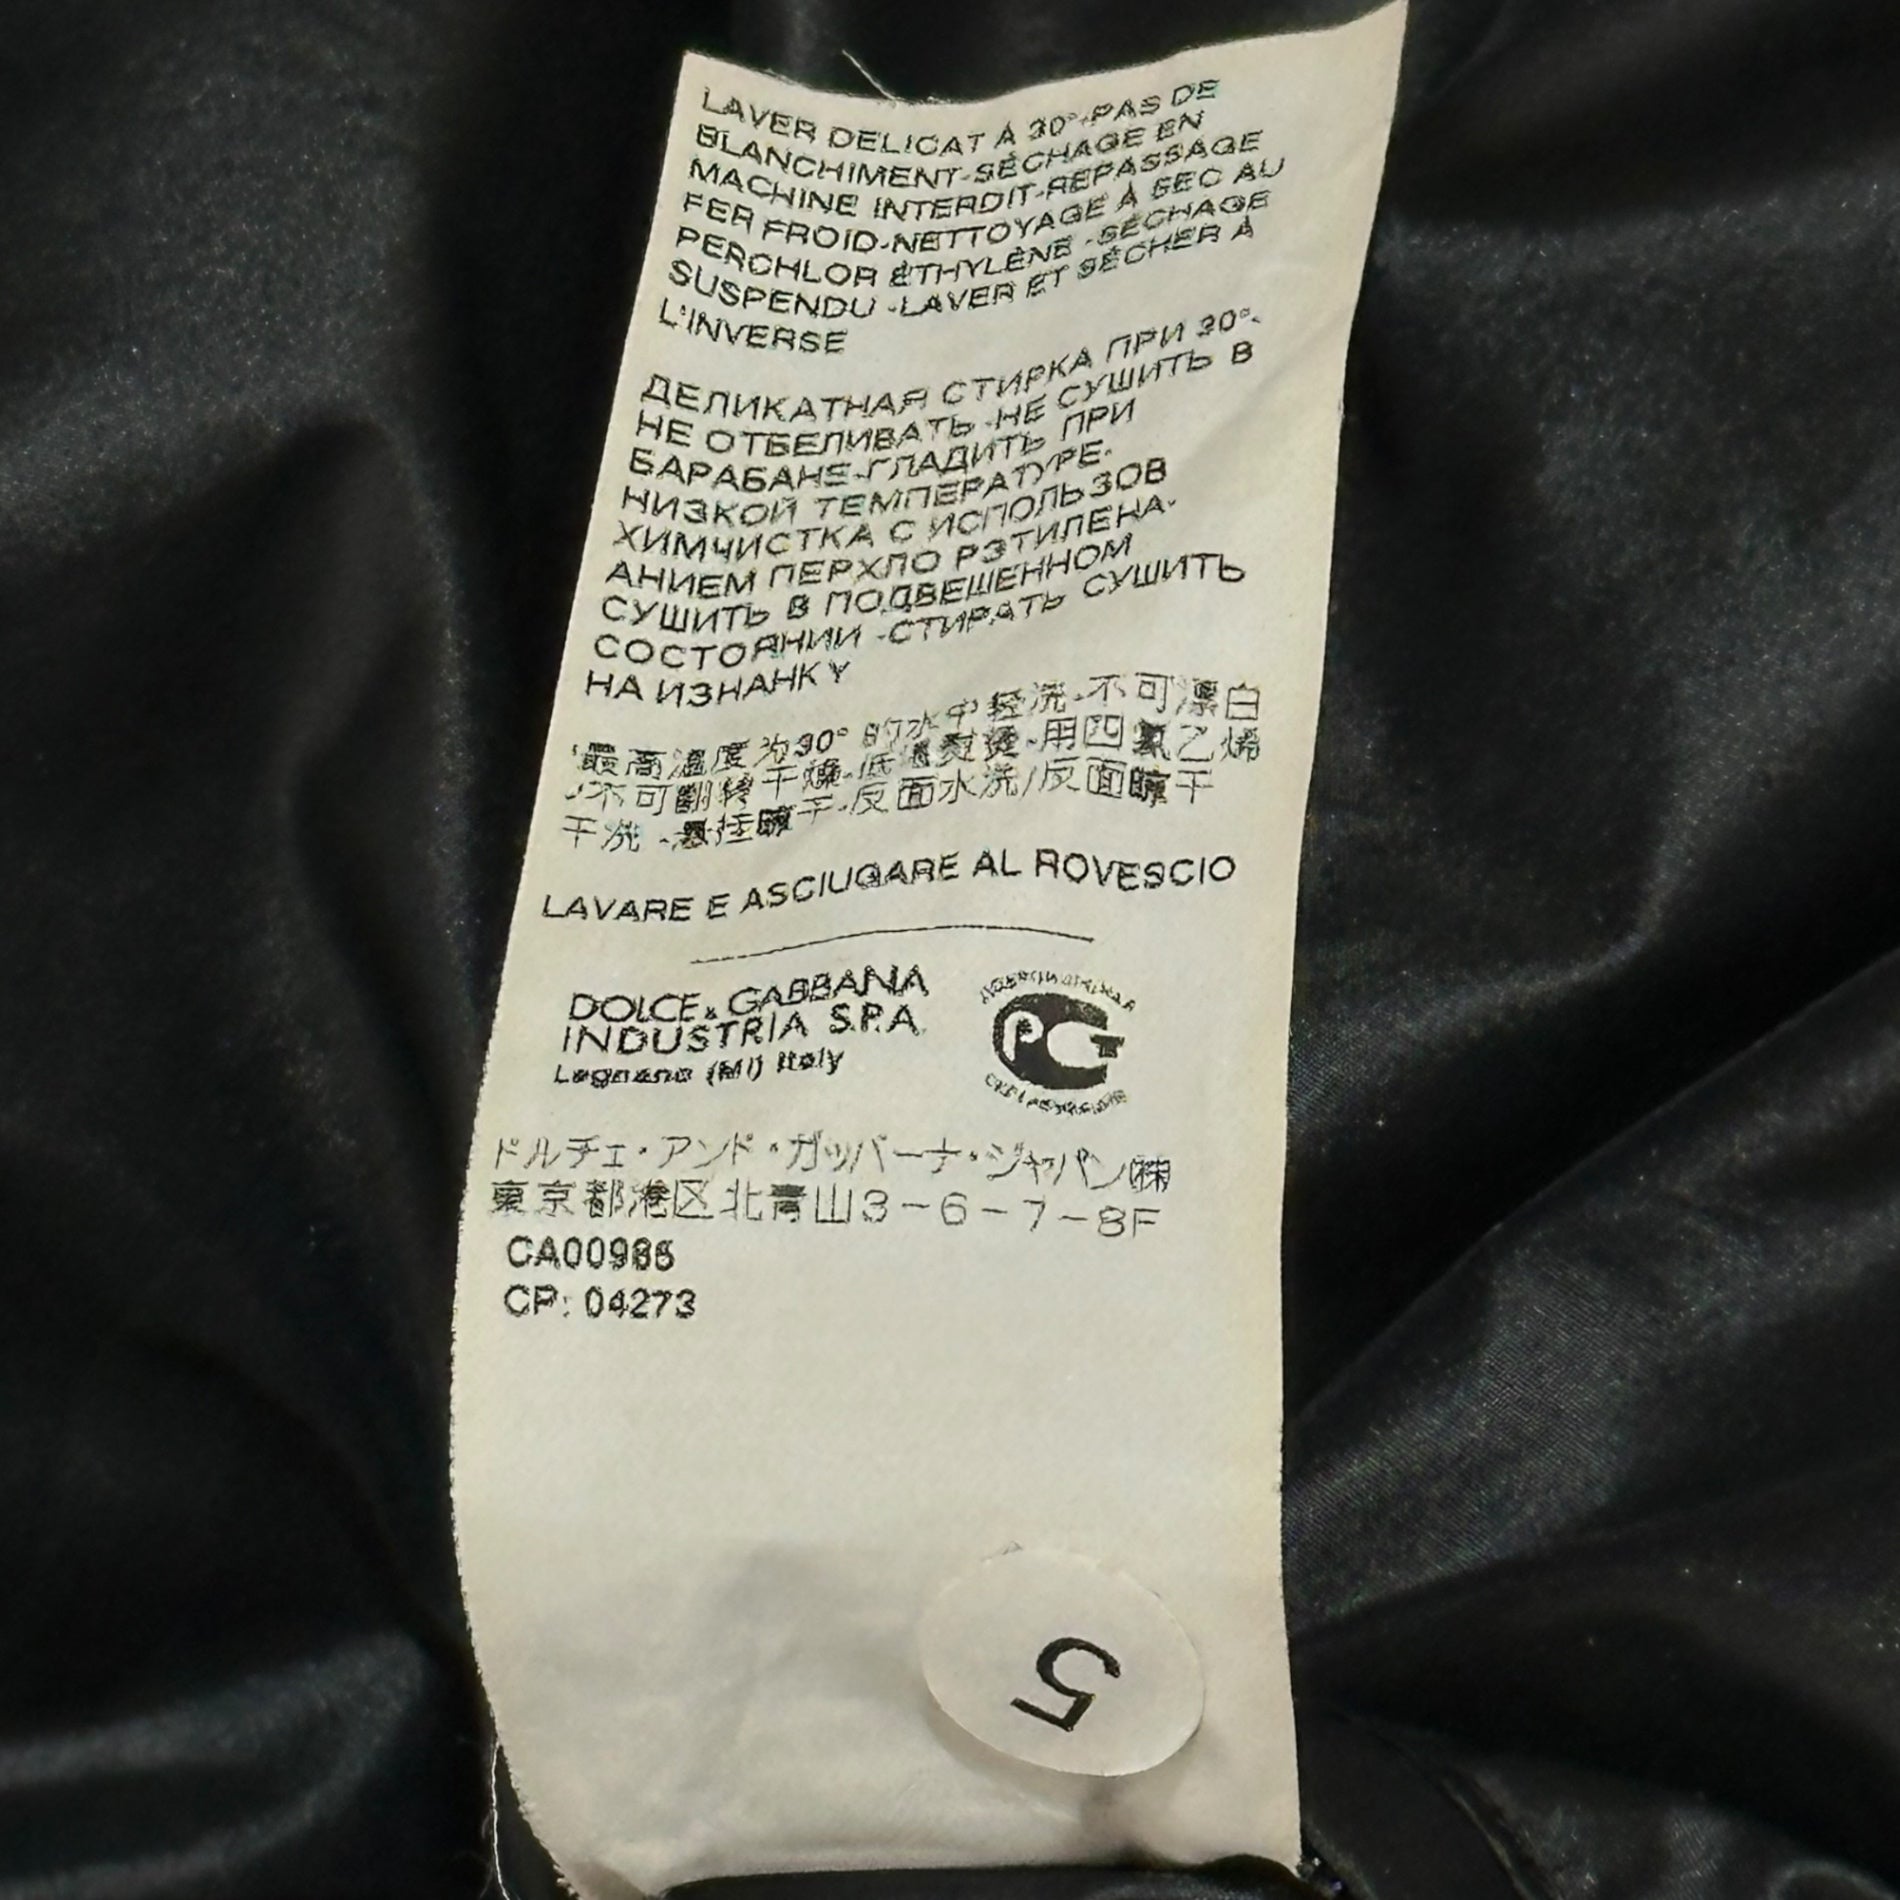 LAVER DELICAT À 30°-PAS DE
BLANCHIMENT-SÉCHAGE EN
MACHINE INTERDIT-REPASSAGE
FER FROID-NETTOYAGE À SEC AU
PERCHLOR ÉTHYLÈNE -SÉCHAGE
SUSPENDU -LAVER ET SÉCHER À
L'INVERSE
ДЕЛИКАТНАЯ СТИРКА ПРИ 30°-
НЕ ОТБЕЛИВАТЬ -НЕ СУШИТЬ В
БАРАБАНЕ-ГЛАДИТЬ ПРИ
НИЗКОЙ ТЕМПЕРАТУРЕ-
ХИМЧИСТКА С ИСПОЛЬЗОВ
АНИЕМ ПЕРХЛО РЭТИЛЕНА-
СУШИТЬ В ПОДВЕШЕННОМ
СОСТОЯНИИ -СТИРАТЬ СУШИТЬ
НА ИЗНАНКУ
最高温度为30° 的水中轻洗-不可漂白
-不可翻转干燥-低温熨烫-用四氯乙烯
干洗 -悬挂晾干-反面水洗/反面晾干
LAVARE E ASCIUGARE AL ROVESCIO
DOLCE & GABBANA
INDUSTRIA S.P.A.
Legnano (MI) Italy
РСТ
ドルチェ・アンド・ガッバーナ・ジャパン(株)
東京都港区北青山3-6-7-8F
CA00986
CP: 04273
5